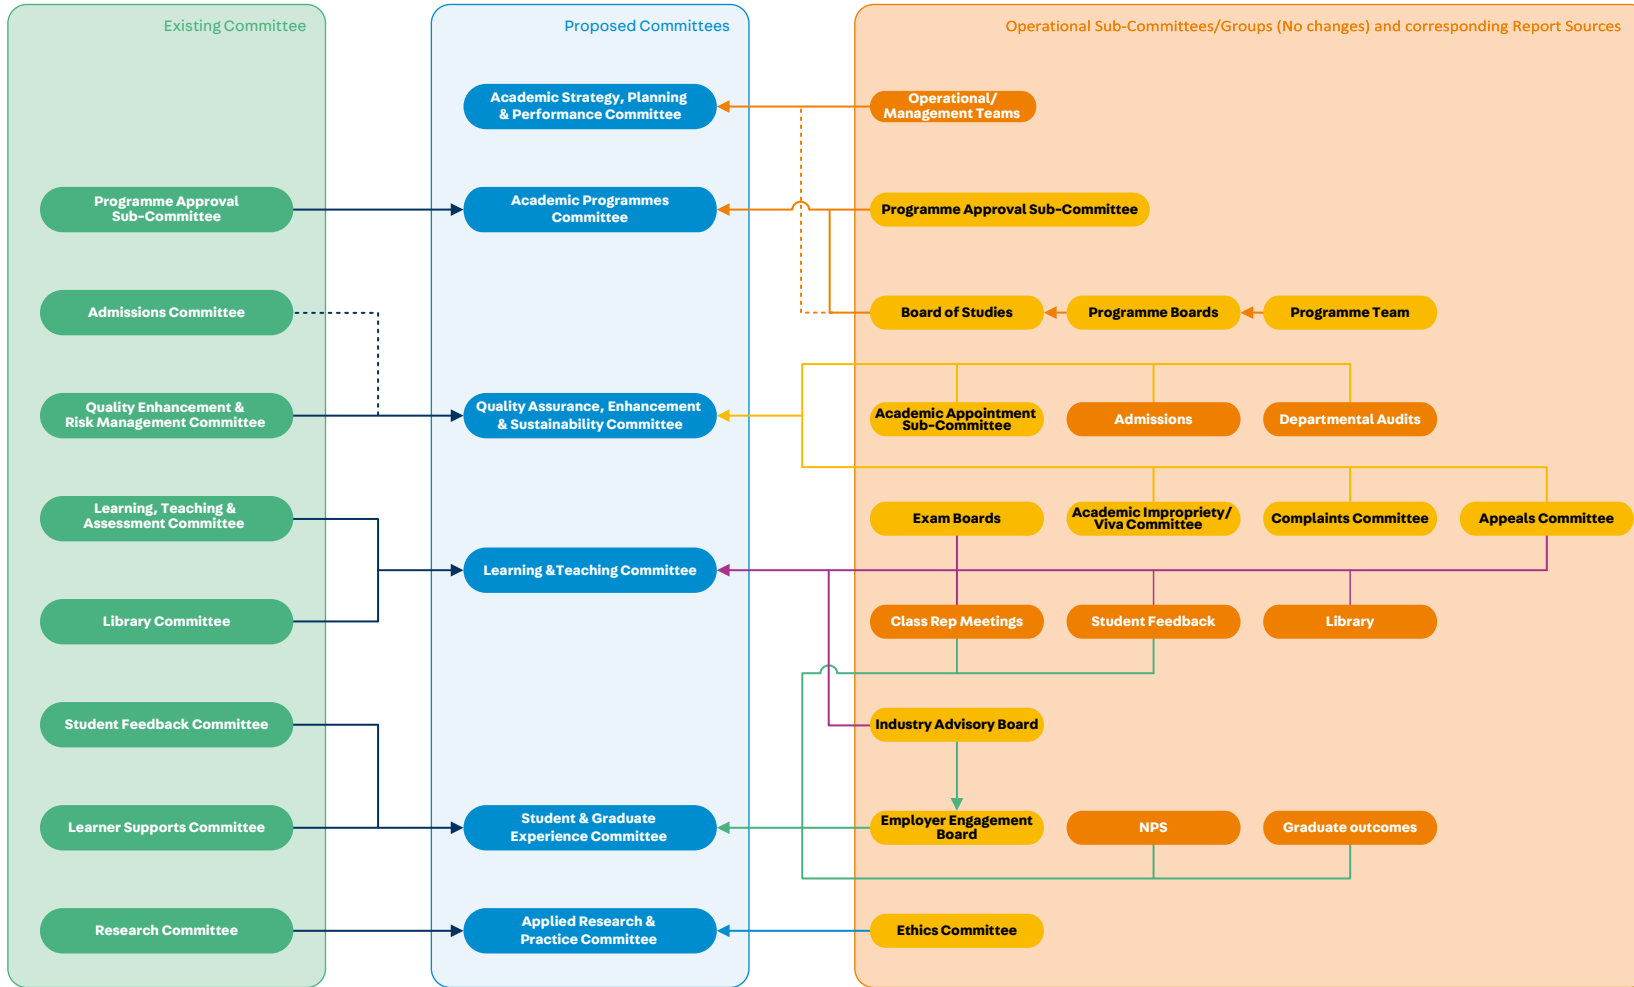 Existing Committee
Proposed Committees
Operational Sub-Committees/Groups (No changes) and corresponding Report Sources
Academic Strategy, Planning
& Performance Committee
Operational/
Management Teams
Programme Approval
Sub-Committee
Academic Programmes
Committee
Programme Approval Sub-Committee
Admissions Committee
Board of Studies
Programme Boards
Programme Team
Quality Enhancement &
Risk Management Committee
Quality Assurance, Enhancement
& Sustainability Committee
Academic Appointment
Sub-Committee
Admissions
Departmental Audits
Learning, Teaching &
Assessment Committee
Exam Boards
Academic Impropriety/
Viva Committee
Complaints Committee
Appeals Committee
Learning &Teaching Committee
Library Committee
Class Rep Meetings
Student Feedback
Library
Student Feedback Committee
Industry Advisory Board
Learner Supports Committee
Student & Graduate
Experience Committee
Employer Engagement
Board
NPS
Graduate outcomes
Research Committee
Applied Research &
Practice Committee
Ethics Committee